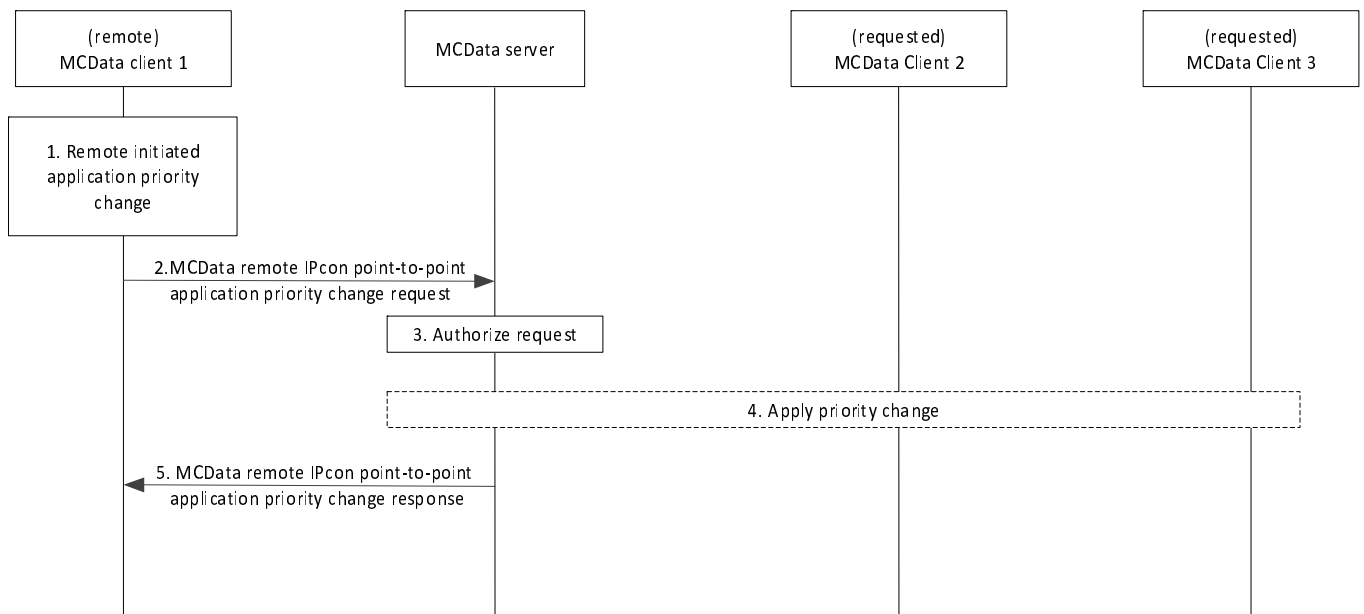 (remote)
MCData client 1
MCData server
(requested)
MCData Client 2
(requested)
MCData Client 3
1. Remote initiated
application priority
change
2.MCData remote IPcon point-to-point
application priority change request
3. Authorize request
4. Apply priority change
5. MCData remote IPcon point-to-point
application priority change response